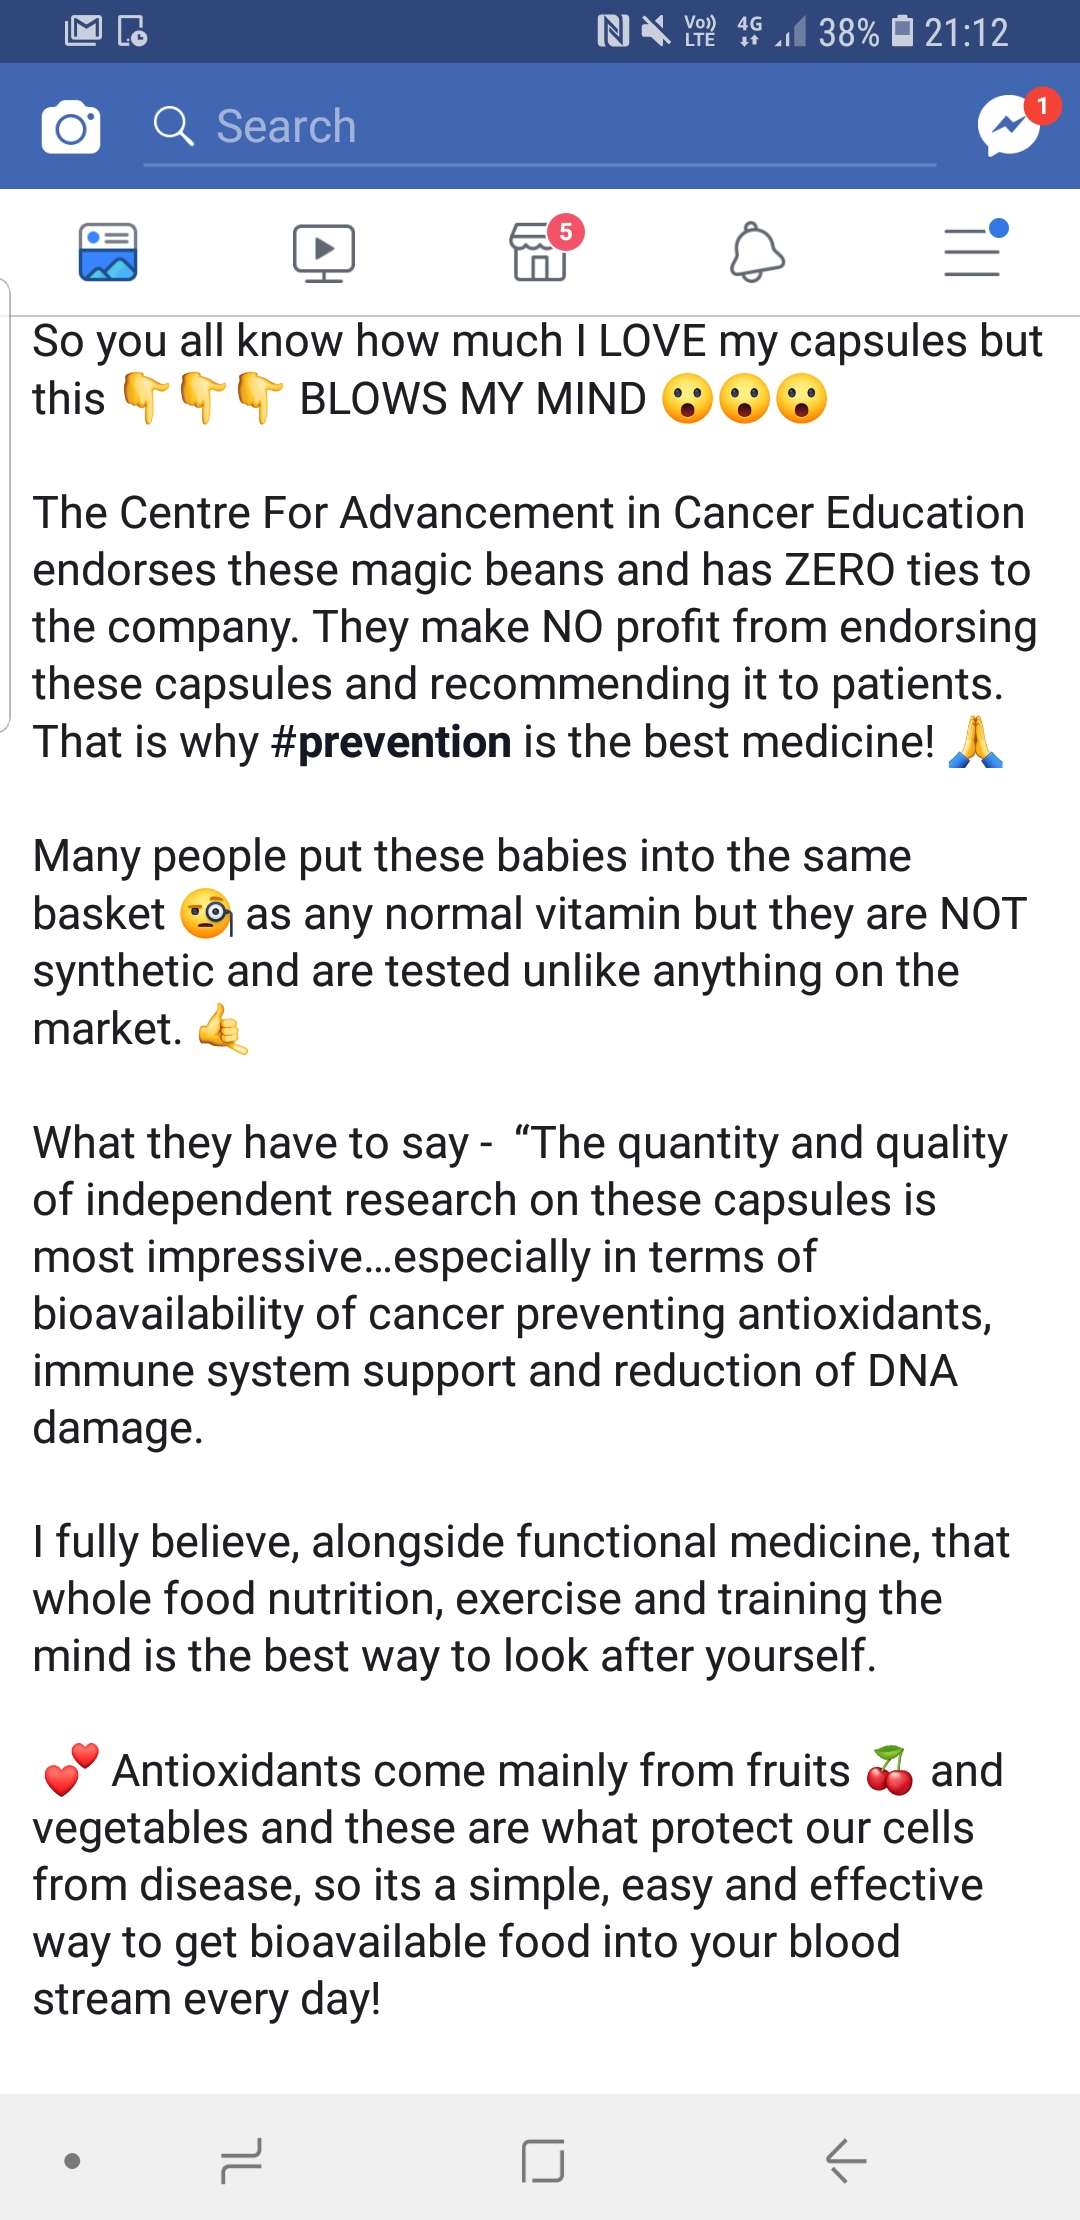 Vo)) LTE 4G 38% 21:12
Search
1
5
So you all know how much I LOVE my capsules but
this 👇👇👇 BLOWS MY MIND 😮😮😮
The Centre For Advancement in Cancer Education
endorses these magic beans and has ZERO ties to
the company. They make NO profit from endorsing
these capsules and recommending it to patients.
That is why #prevention is the best medicine! 🙏
Many people put these babies into the same
basket 🧐 as any normal vitamin but they are NOT
synthetic and are tested unlike anything on the
market. 🤙
What they have to say -  “The quantity and quality
of independent research on these capsules is
most impressive...especially in terms of
bioavailability of cancer preventing antioxidants,
immune system support and reduction of DNA
damage.
I fully believe, alongside functional medicine, that
whole food nutrition, exercise and training the
mind is the best way to look after yourself.
💕 Antioxidants come mainly from fruits 🍒 and
vegetables and these are what protect our cells
from disease, so its a simple, easy and effective
way to get bioavailable food into your blood
stream every day!